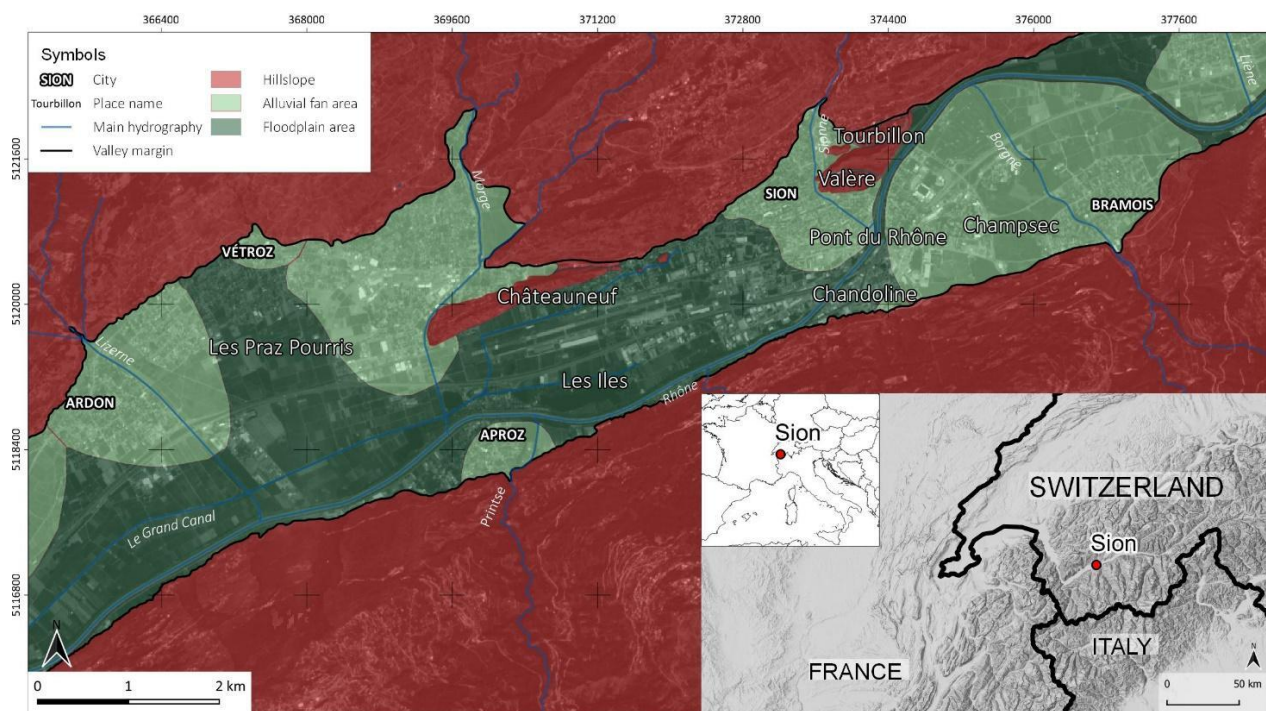 366400
368000
369600
371200
372800
374400
376000
377600
Symbols
SION City
Tourbillon Place name
Main hydrography
Valley margin
Hillslope
Alluvial fan area
Floodplain area
5121600
5120000
5118400
5116800
Liène
Tourbillon
Sionne
Borgne
Valère
Morge
SION
BRAMOIS
Champsec
Pont du Rhône
VÉTROZ
Châteauneuf
Chandoline
Les Praz Pourris
Lizerne
Les Iles
Rhône
ARDON
APROZ
Printse
Le Grand Canal
N
0 1 2 km
Sion
SWITZERLAND
Sion
ITALY
FRANCE
N
0 50 km